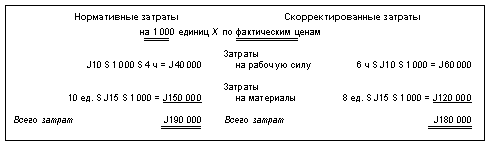 Нормативные затраты Скорректированные затраты
на 1 000 единиц X по фактическим ценам
Затраты
J10 S 1 000 S 4 ч = J40 000 на рабочую силу 6 ч S J10 S 1 000 = J60 000
Затраты
10 ед. S J15 S 1 000 = J150 000 на материалы 8 ед. S J15 S 1 000 = J120 000
Всего затрат J190 000 Всего затрат J180 000